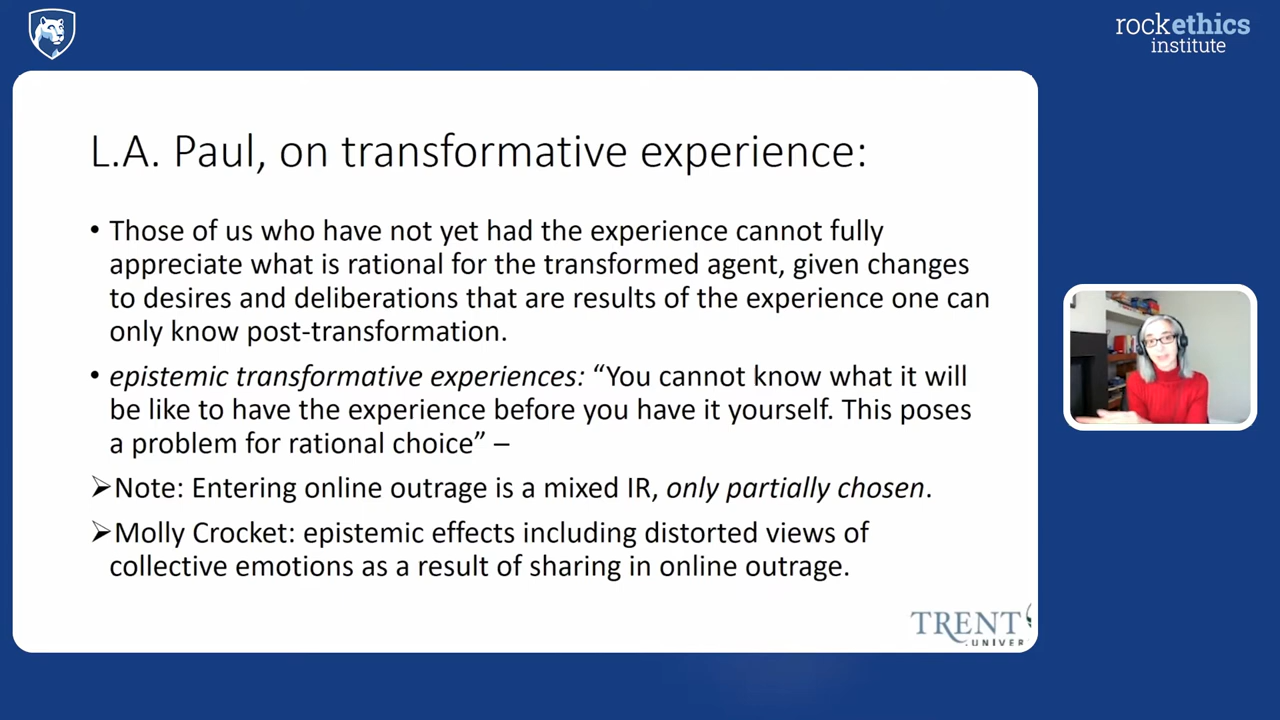 rockethics
institute
L.A. Paul, on transformative experience:
• Those of us who have not yet had the experience cannot fully
appreciate what is rational for the transformed agent, given changes
to desires and deliberations that are results of the experience one can
only know post-transformation.
• epistemic transformative experiences: “You cannot know what it will
be like to have the experience before you have it yourself. This poses
a problem for rational choice” –
➢Note: Entering online outrage is a mixed IR, only partially chosen.
➢Molly Crocket: epistemic effects including distorted views of
collective emotions as a result of sharing in online outrage.
TRENT
UNIVER